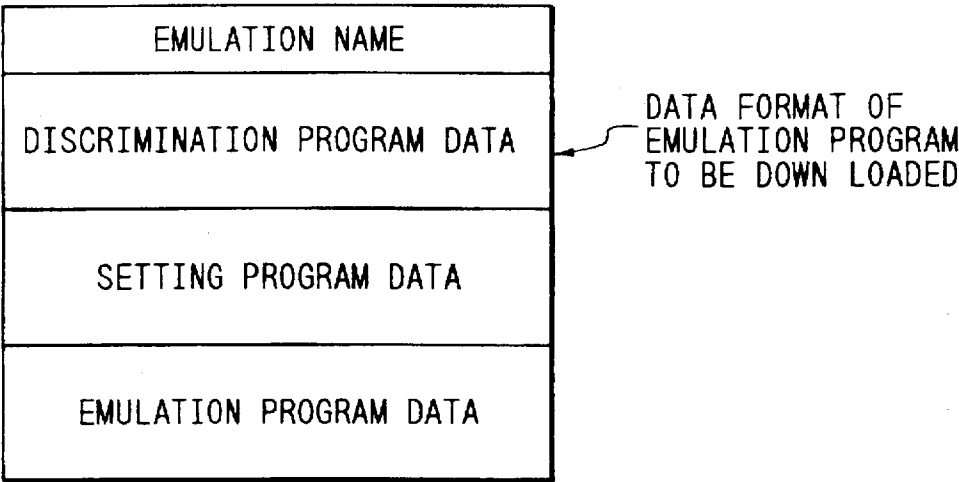 EMULATION NAME
DISCRIMINATION PROGRAM DATA
DATA FORMAT OF
EMULATION PROGRAM
TO BE DOWN LOADED
SETTING PROGRAM DATA
EMULATION PROGRAM DATA